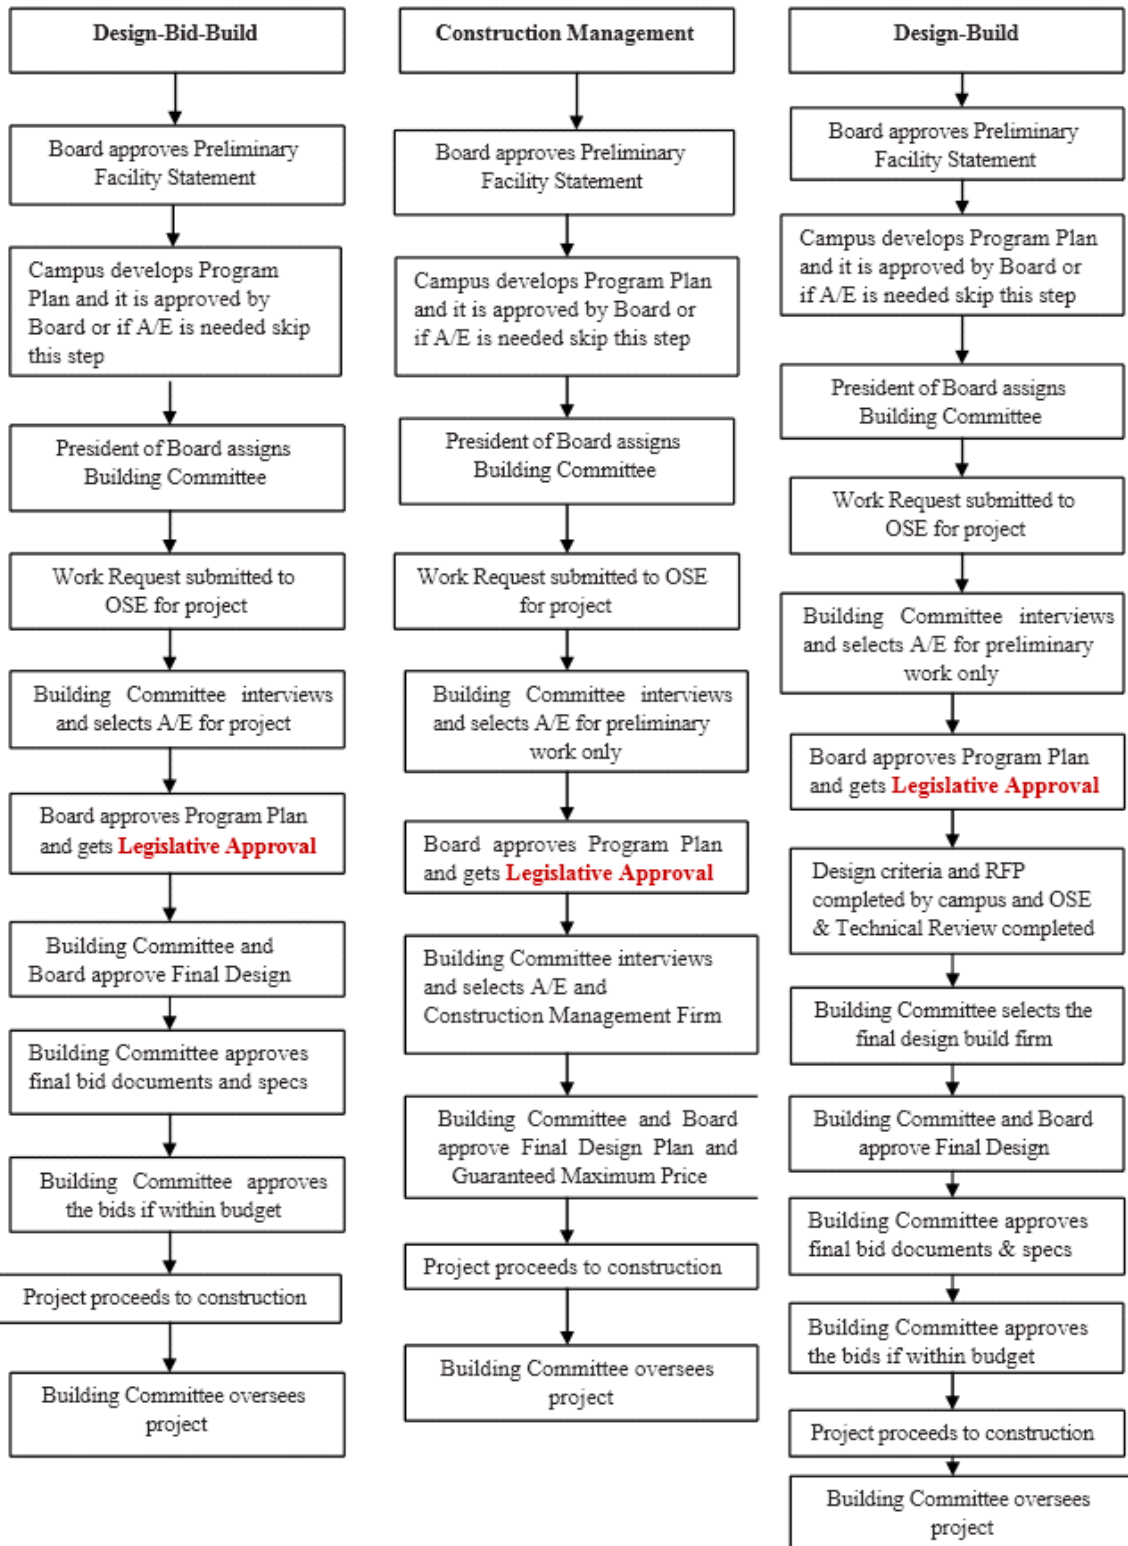 Design-Bid-Build
Board approves Preliminary
Facility Statement
Campus develops Program
Plan and it is approved by
Board or if A/E is needed skip
this step
President of Board assigns
Building Committee
Work Request submitted to
OSE for project
Building Committee interviews
and selects A/E for project
Board approves Program Plan
and gets Legislative Approval
Building Committee and
Board approve Final Design
Building Committee approves
final bid documents and specs
Building Committee approves
the bids if within budget
Project proceeds to construction
Building Committee oversees
project
Construction Management
Board approves Preliminary
Facility Statement
Campus develops Program Plan
and it is approved by Board or
if A/E is needed skip this step
President of Board assigns
Building Committee
Work Request submitted to OSE
for project
Building Committee interviews
and selects A/E for preliminary
work only
Board approves Program Plan
and gets Legislative Approval
Building Committee interviews
and selects A/E and
Construction Management Firm
Building Committee and Board
approve Final Design Plan and
Guaranteed Maximum Price
Project proceeds to construction
Building Committee oversees
project
Design-Build
Board approves Preliminary
Facility Statement
Campus develops Program Plan
and it is approved by Board or
if A/E is needed skip this step
President of Board assigns
Building Committee
Work Request submitted to
OSE for project
Building Committee interviews
and selects A/E for preliminary
work only
Board approves Program Plan
and gets Legislative Approval
Design criteria and RFP
completed by campus and OSE
& Technical Review completed
Building Committee selects the
final design build firm
Building Committee and Board
approve Final Design
Building Committee approves
final bid documents & specs
Building Committee approves
the bids if within budget
Project proceeds to construction
Building Committee oversees
project